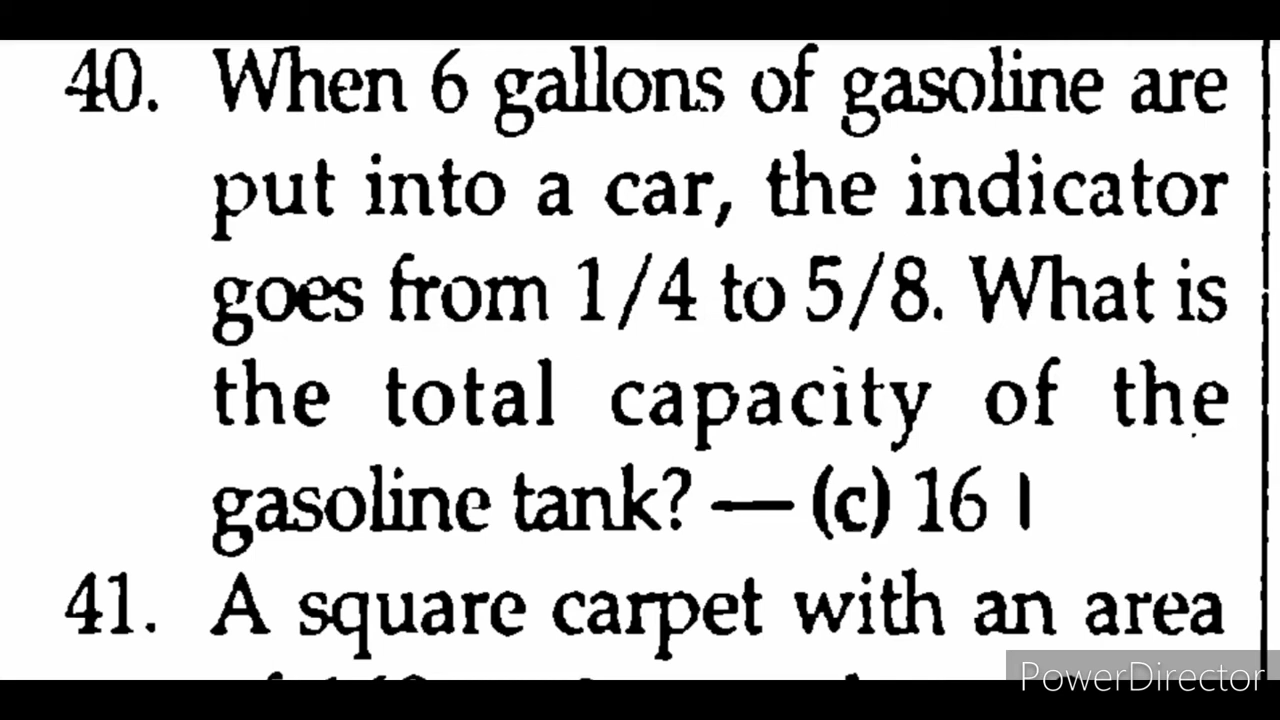 40. When 6 gallons of gasoline are
put into a car, the indicator
goes from 1/4 to 5/8. What is
the total capacity of the
gasoline tank? — (c) 16 l
41. A square carpet with an area
PowerDirector